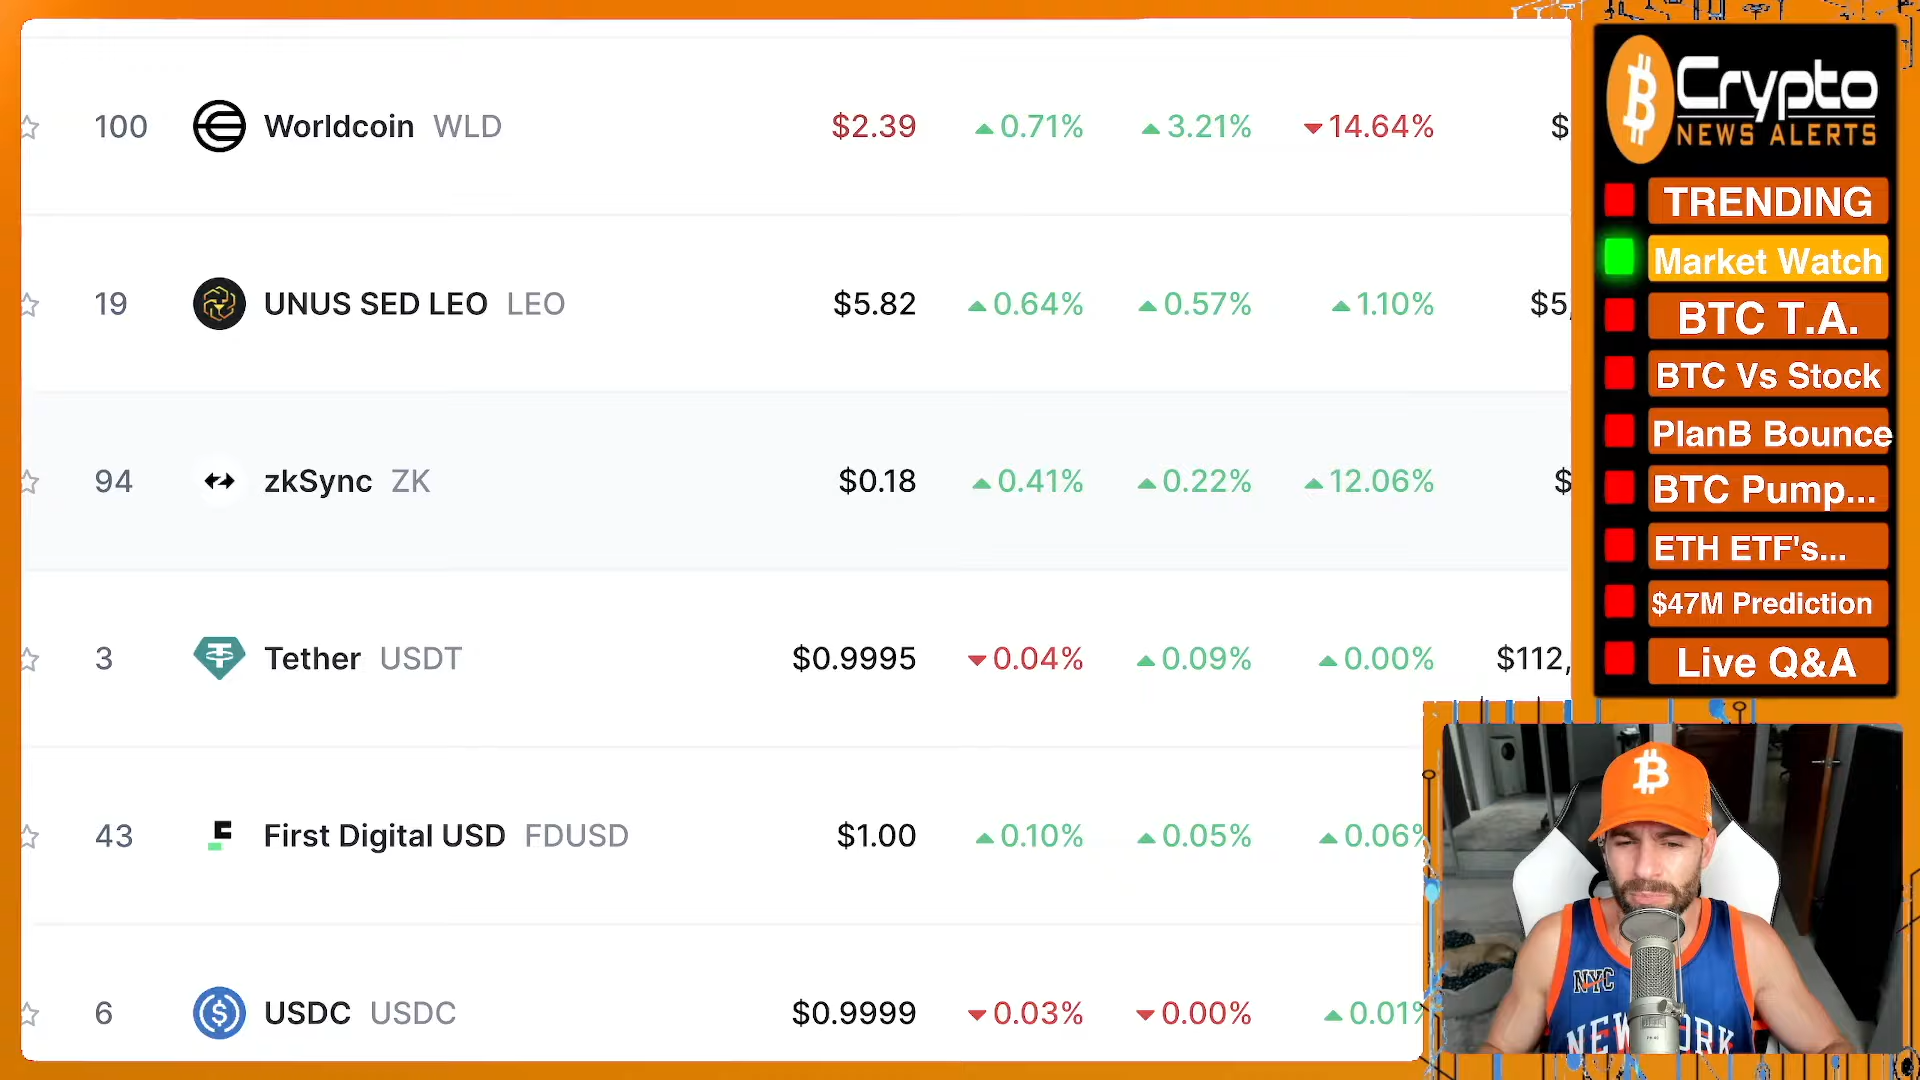 100 Worldcoin WLD $2.39 ▲0.71% ▲3.21% ▼14.64% $
19 UNUS SED LEO LEO $5.82 ▲0.64% ▲0.57% ▲1.10% $5,
94 zkSync ZK $0.18 ▲0.41% ▲0.22% ▲12.06% $
3 Tether USDT $0.9995 ▼0.04% ▲0.09% ▲0.00% $112,
43 First Digital USD FDUSD $1.00 ▲0.10% ▲0.05% ▲0.06%
6 USDC USDC $0.9999 ▼0.03% ▼0.00% ▲0.01%
Crypto
NEWS ALERTS
TRENDING
Market Watch
BTC T.A.
BTC Vs Stock
PlanB Bounce
BTC Pump...
ETH ETF's...
$47M Prediction
Live Q&A
NYC